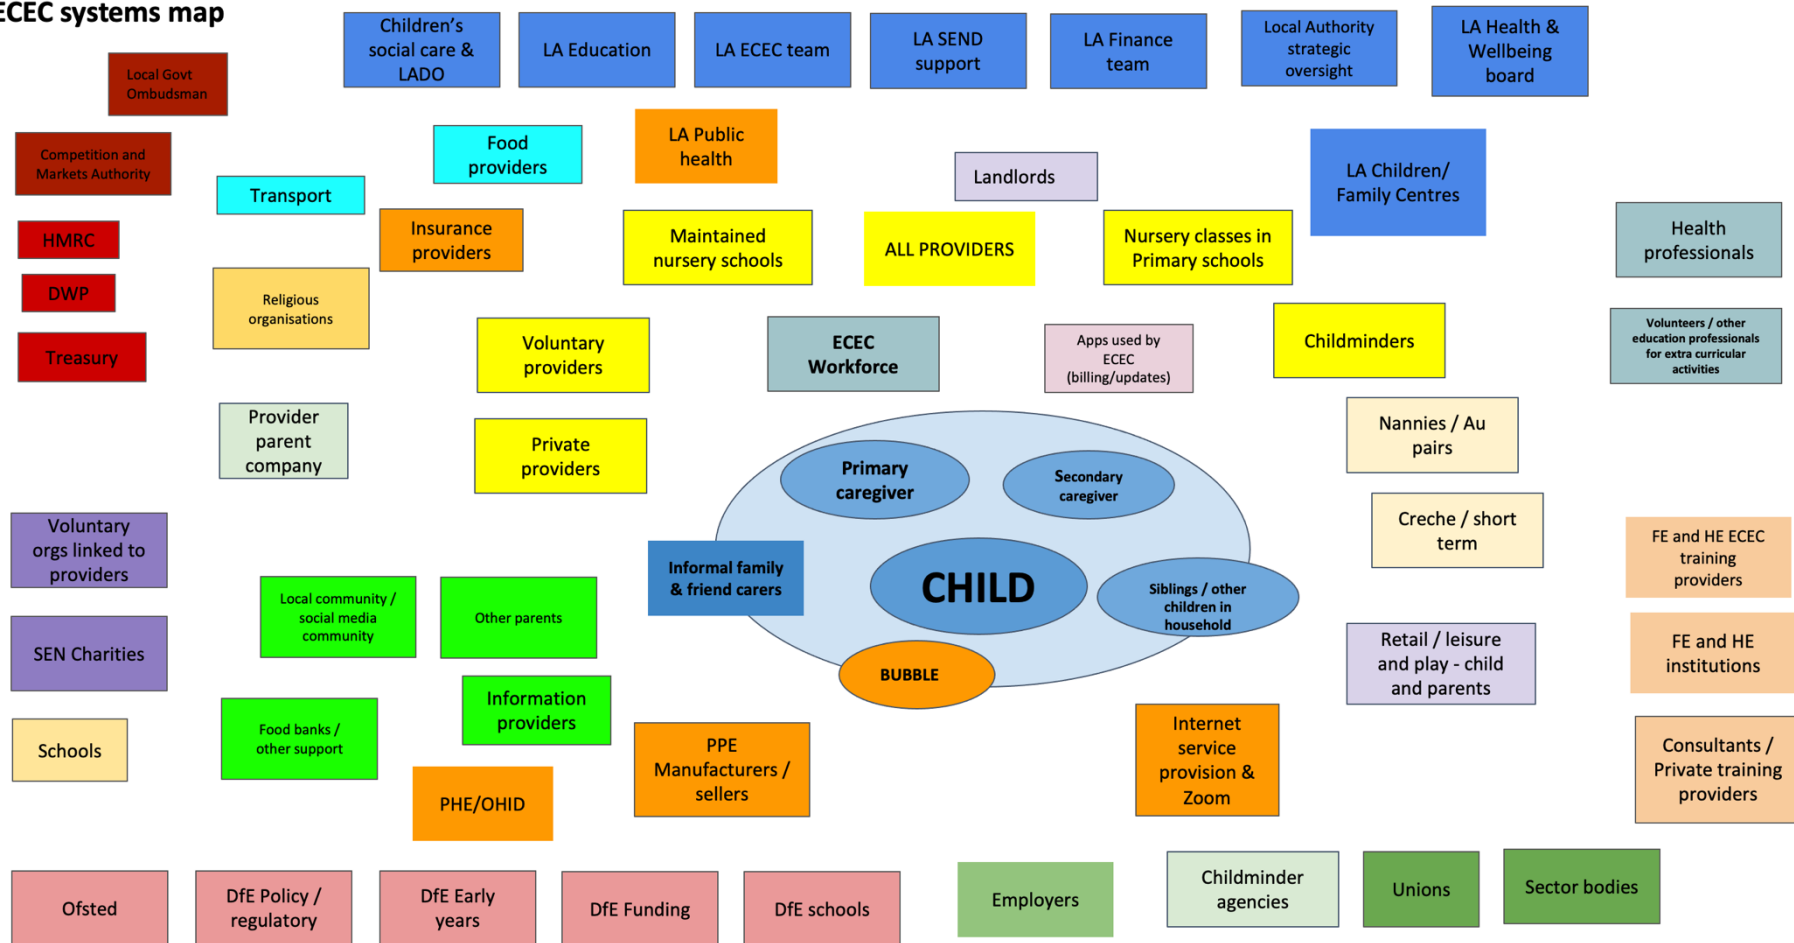 ECEC systems map
Children's
social care &
LADO
LA Education
LA ECEC team
LA SEND
support
LA Finance
team
Local Authority
strategic
oversight
LA Health &
Wellbeing
board
Local Govt
Ombudsman
Competition and
Markets Authority
Food
providers
LA Public
health
Landlords
LA Children/
Family Centres
Transport
HMRC
Insurance
providers
Maintained
nursery schools
ALL PROVIDERS
Nursery classes in
Primary schools
Health
professionals
DWP
Religious
organisations
Treasury
Voluntary
providers
ECEC
Workforce
Apps used by
ECEC
(billing/updates)
Childminders
Volunteers / other
education professionals
for extra curricular
activities
Provider
parent
company
Private
providers
Primary
caregiver
Secondary
caregiver
Nannies / Au
pairs
Creche / short
term
Voluntary
orgs linked to
providers
Informal family
& friend carers
CHILD
Siblings / other
children in
household
FE and HE ECEC
training
providers
Local community /
social media
community
Other parents
SEN Charities
BUBBLE
Retail / leisure
and play - child
and parents
FE and HE
institutions
Information
providers
Food banks /
other support
Schools
PPE
Manufacturers /
sellers
Internet
service
provision &
Zoom
Consultants /
Private training
providers
PHE/OHID
Ofsted
DfE Policy /
regulatory
DfE Early
years
DfE Funding
DfE schools
Employers
Childminder
agencies
Unions
Sector bodies